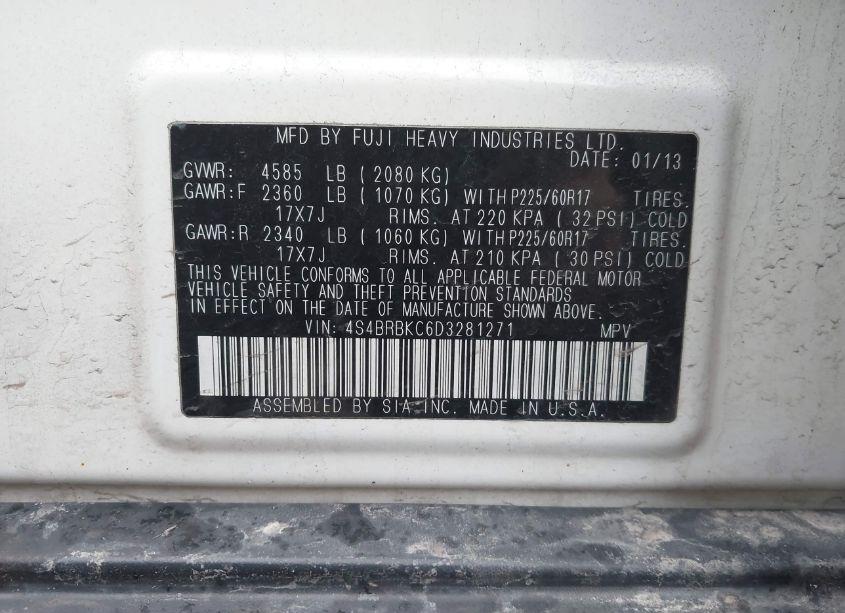 MFD BY FUJI HEAVY INDUSTRIES LTD.
DATE: 01/13
GVWR: 4585 LB ( 2080 KG)
GAWR:F 2360 LB ( 1070 KG) WITH P225/60R17 TIRES.
17X7J RIMS. AT 220 KPA ( 32 PSI) COLD
GAWR:R 2340 LB ( 1060 KG) WITH P225/60R17 TIRES.
17X7J RIMS. AT 210 KPA ( 30 PSI) COLD
THIS VEHICLE CONFORMS TO ALL APPLICABLE FEDERAL MOTOR
VEHICLE SAFETY AND THEFT PREVENTION STANDARDS
IN EFFECT ON THE DATE OF MANUFACTURE SHOWN ABOVE.
VIN: 4S4BRBKC6D3281271 MPV
ASSEMBLED BY SIA INC. MADE IN U.S.A.